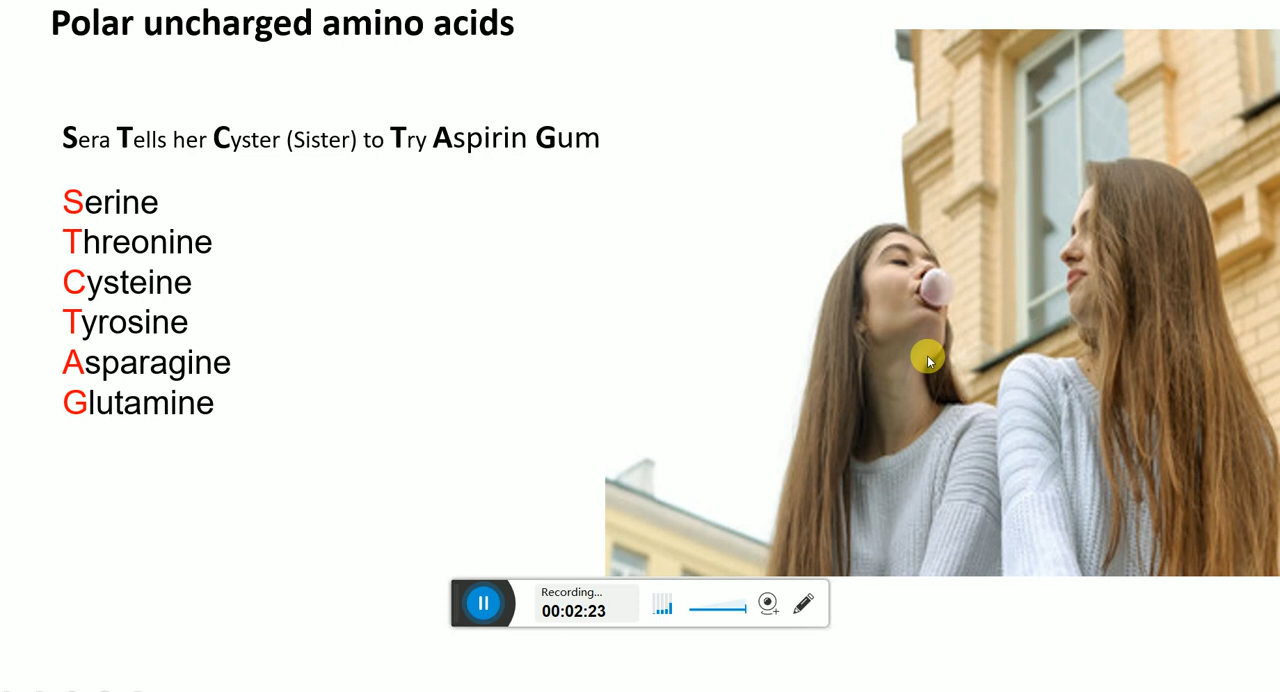 Polar uncharged amino acids
Sera Tells her Cyster (Sister) to Try Aspirin Gum
Serine
Threonine
Cysteine
Tyrosine
Asparagine
Glutamine
Recording...
00:02:23